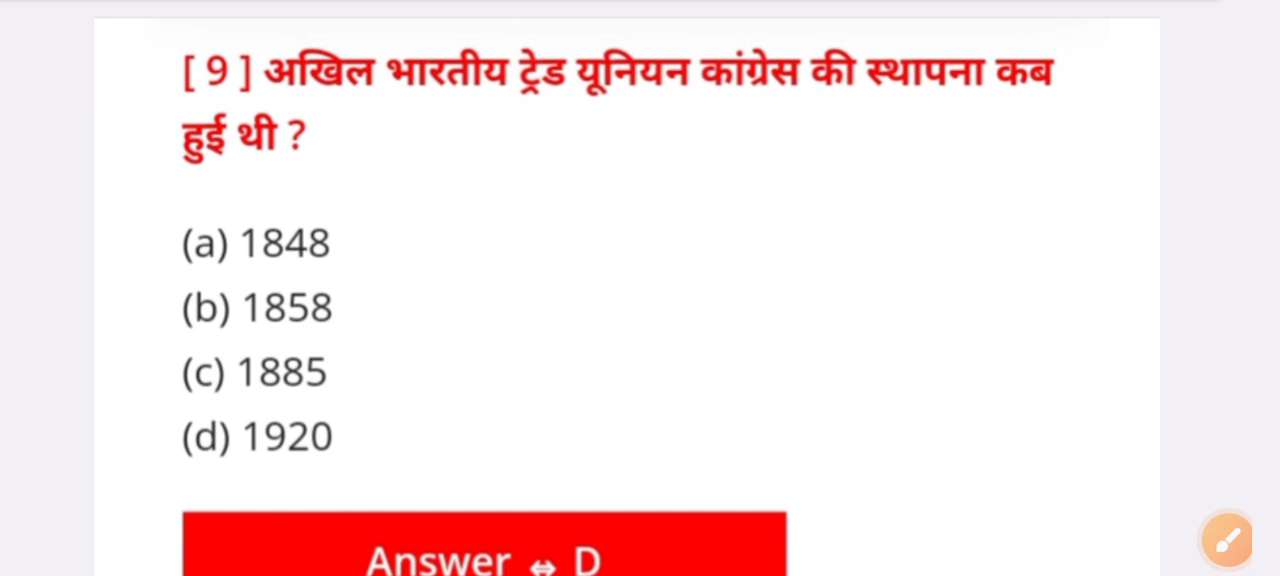 [ 9 ] अखिल भारतीय ट्रेड यूनियन कांग्रेस की स्थापना कब
हुई थी ?
(a) 1848
(b) 1858
(c) 1885
(d) 1920
Answer ⇔ D